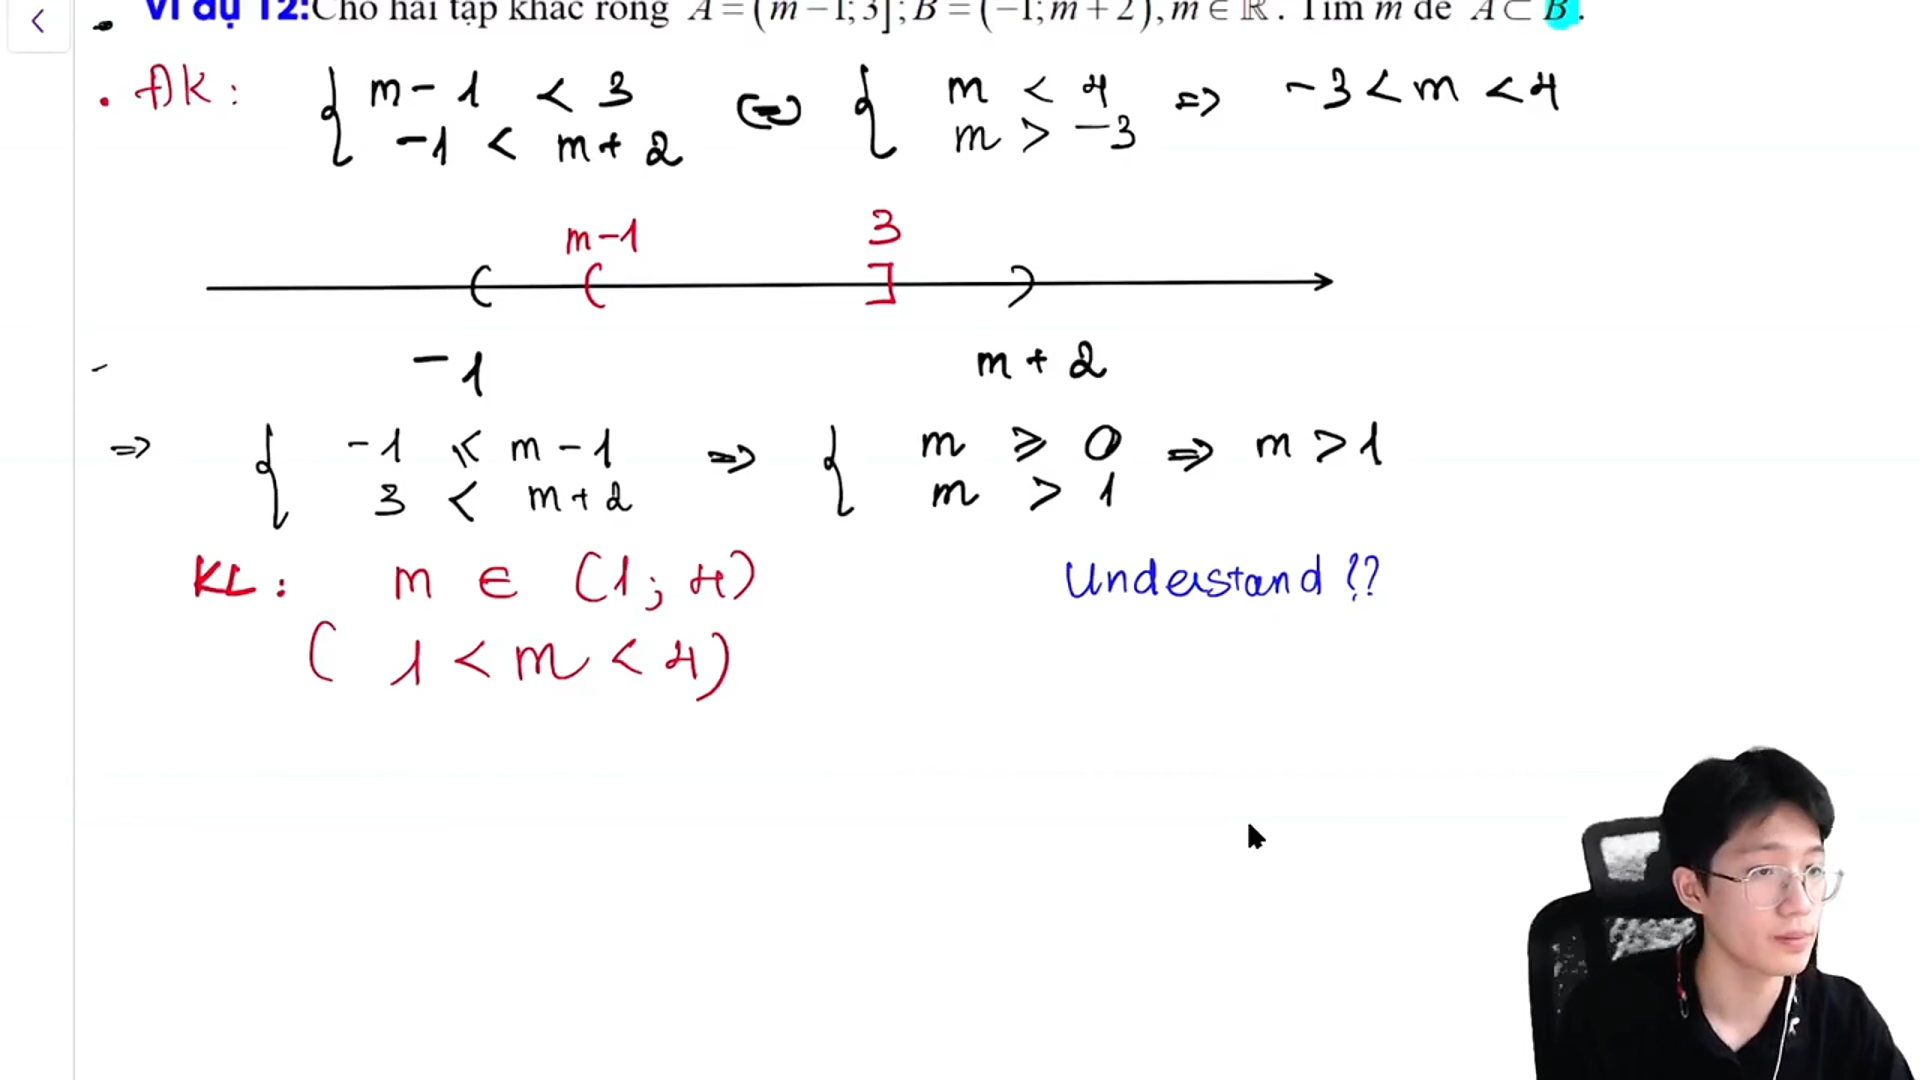 Ví dụ 12:Cho hai tập khác rỗng A = (m − 1; 3]; B = (−1; m + 2), m ∈ ℝ. Tìm m để A ⊂ B.
ĐK: { m - 1 < 3 ⇔ { m < 4 ⇒ -3 < m < 4
-1 < m + 2 m > -3
m-1 3
( ( ] )
-1 m + 2
⇒ { -1 ⩽ m - 1 ⇒ { m ⩾ 0 ⇒ m > 1
3 < m + 2 m > 1
KL: m ∈ (1; 4) Understand??
( 1 < m < 4)